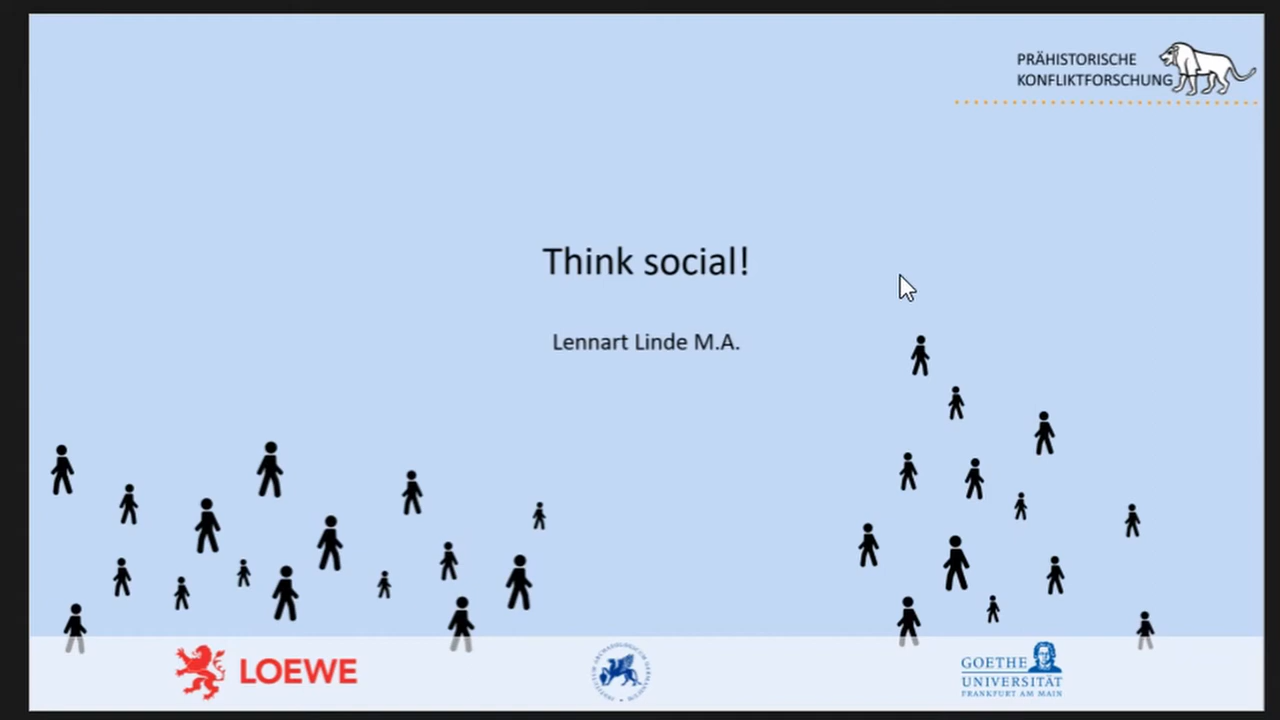 PRÄHISTORISCHE
KONFLIKTFORSCHUNG
Think social!
Lennart Linde M.A.
LOEWE
GOETHE
UNIVERSITÄT
FRANKFURT AM MAIN